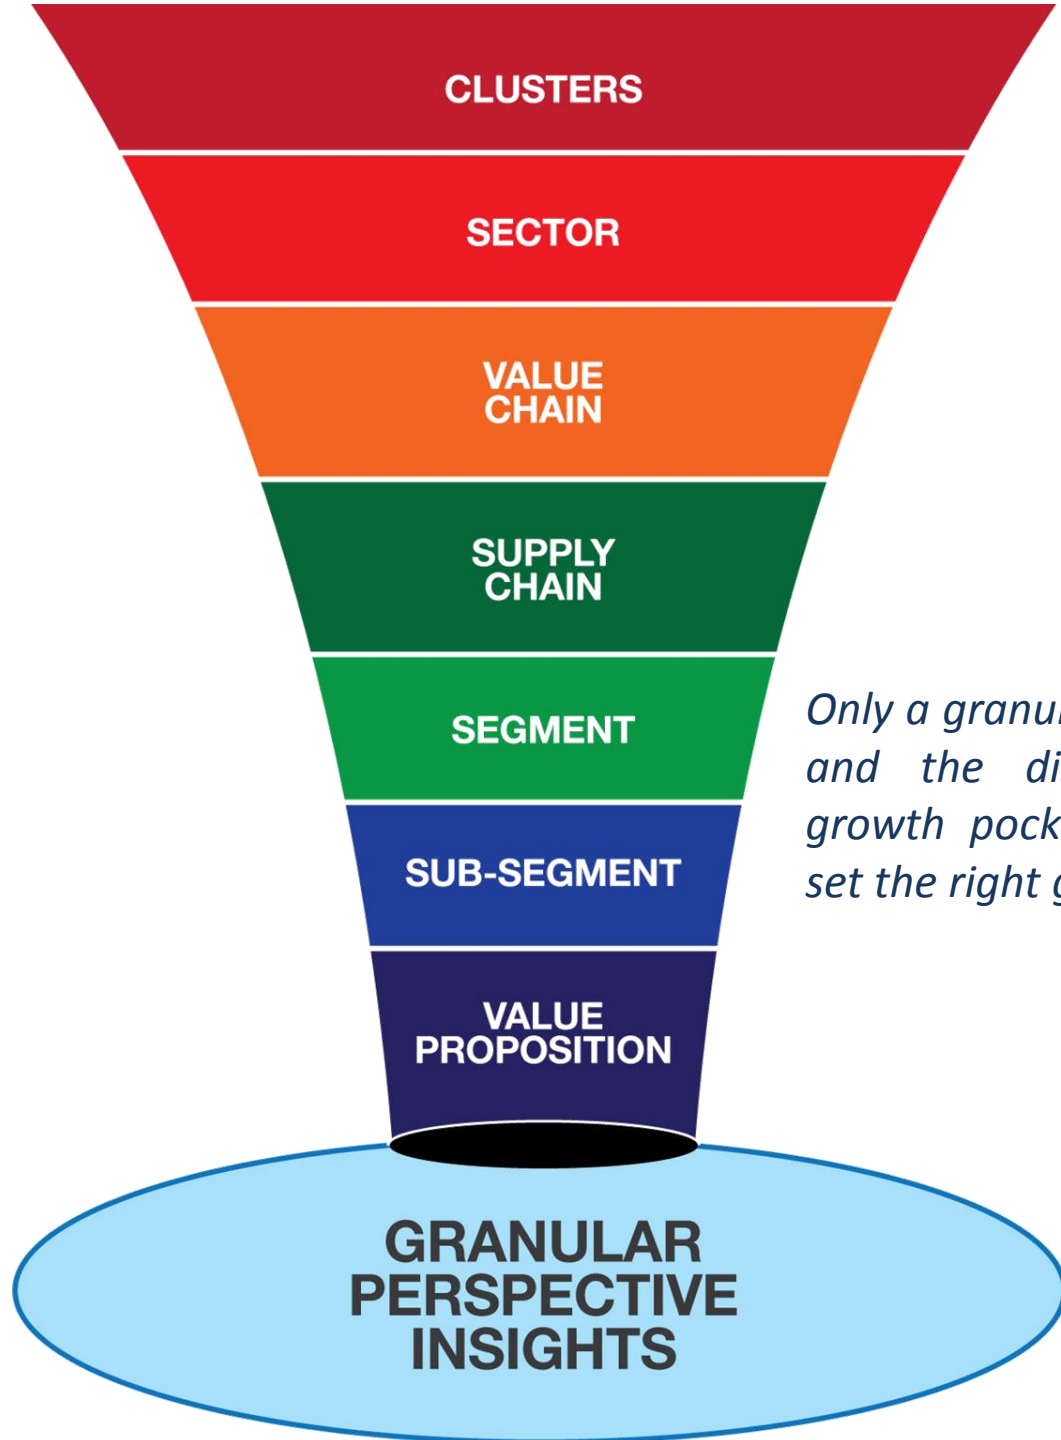 CLUSTERS
SECTOR
VALUE
CHAIN
SUPPLY
CHAIN
SEGMENT
Only a
and the
growth
set the right
SUB-SEGMENT
VALUE
PROPOSITION
GRANULAR
PERSPECTIVE
INSIGHTS